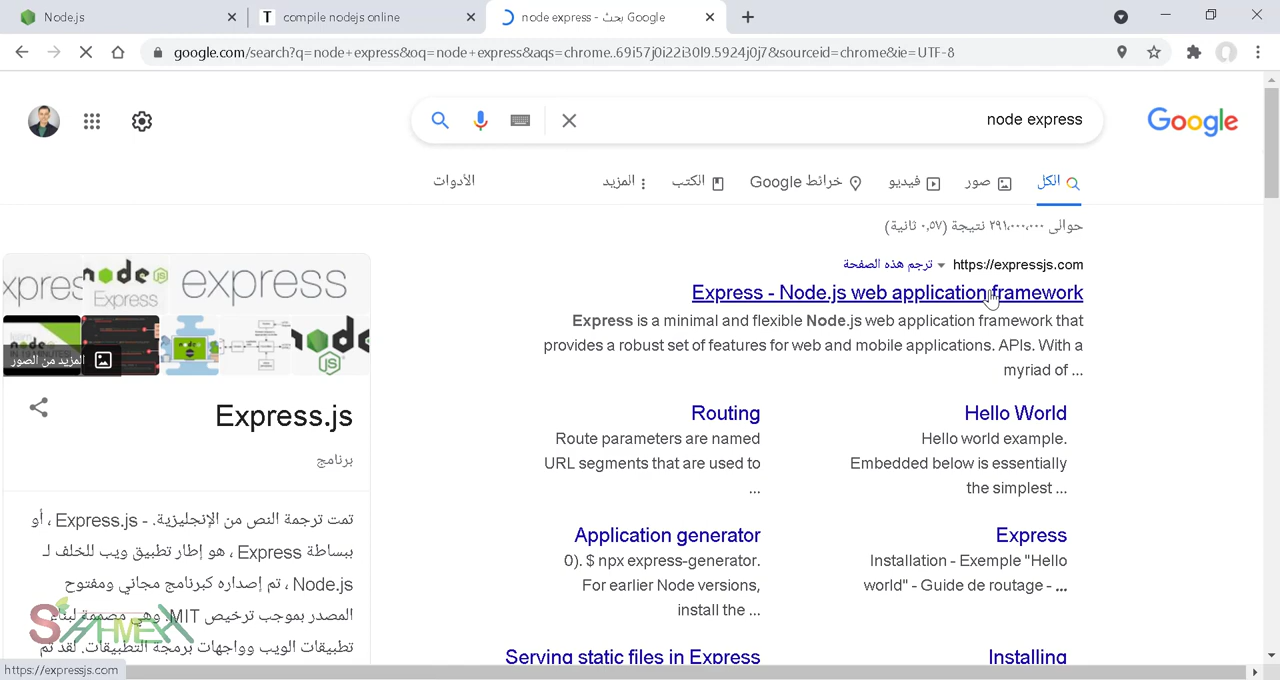 Node.js
compile nodejs online
node express - بحث Google
google.com/search?q=node+express&oq=node+express&aqs=chrome..69i57j0i22i30l9.5924j0j7&sourceid=chrome&ie=UTF-8
node express
Google
الكل
صور
فيديو
خرائط Google
الكتب
المزيد
الأدوات
حوالى ٢٩١,٠٠٠,٠٠٠ نتيجة (٠,٥٧ ثانية)
https://expressjs.com ترجم هذه الصفحة
Express - Node.js web application framework
Express is a minimal and flexible Node.js web application framework that
provides a robust set of features for web and mobile applications. APIs. With a
myriad of ...
Hello World
Hello world example.
Embedded below is essentially
the simplest ...
Routing
Route parameters are named
URL segments that are used to
...
Express
Installation - Exemple "Hello
world" - Guide de routage - ...
Application generator
0). $ npx express-generator.
For earlier Node versions,
install the ...
Installing
Serving static files in Express
express
node JS
Express
express
node
JS
المزيد من الصور
Express.js
برنامج
تمت ترجمة النص من الإنجليزية. - Express.js ، أو
ببساطة Express ، هو إطار تطبيق ويب للخلف لـ
Node.js ، تم إصداره كبرنامج مجاني ومفتوح
المصدر بموجب ترخيص MIT. وهي مصممة لبناء
تطبيقات الويب وواجهات برمجة التطبيقات. لقد تم
https://expressjs.com